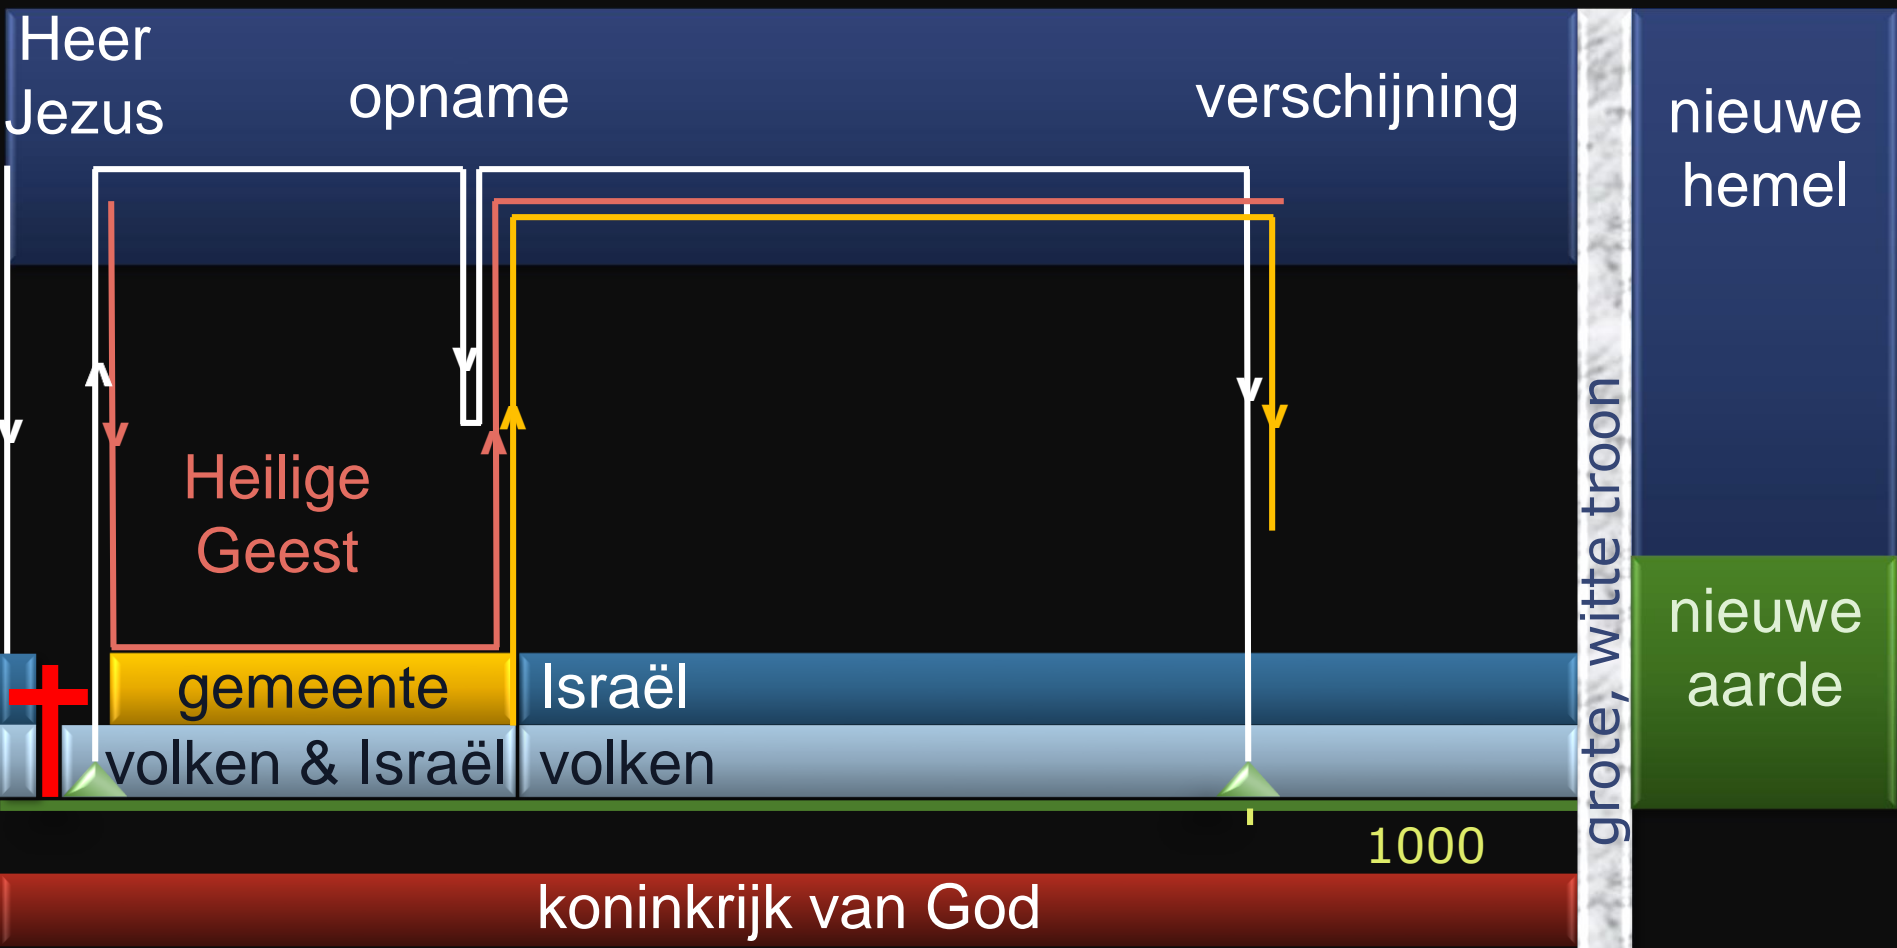 Heer
Jezus
opname
verschijning
nieuwe
hemel
Heilige
Geest
grote, witte troon
nieuwe
aarde
gemeente
Israël
volken & Israël
volken
1000
koninkrijk van God